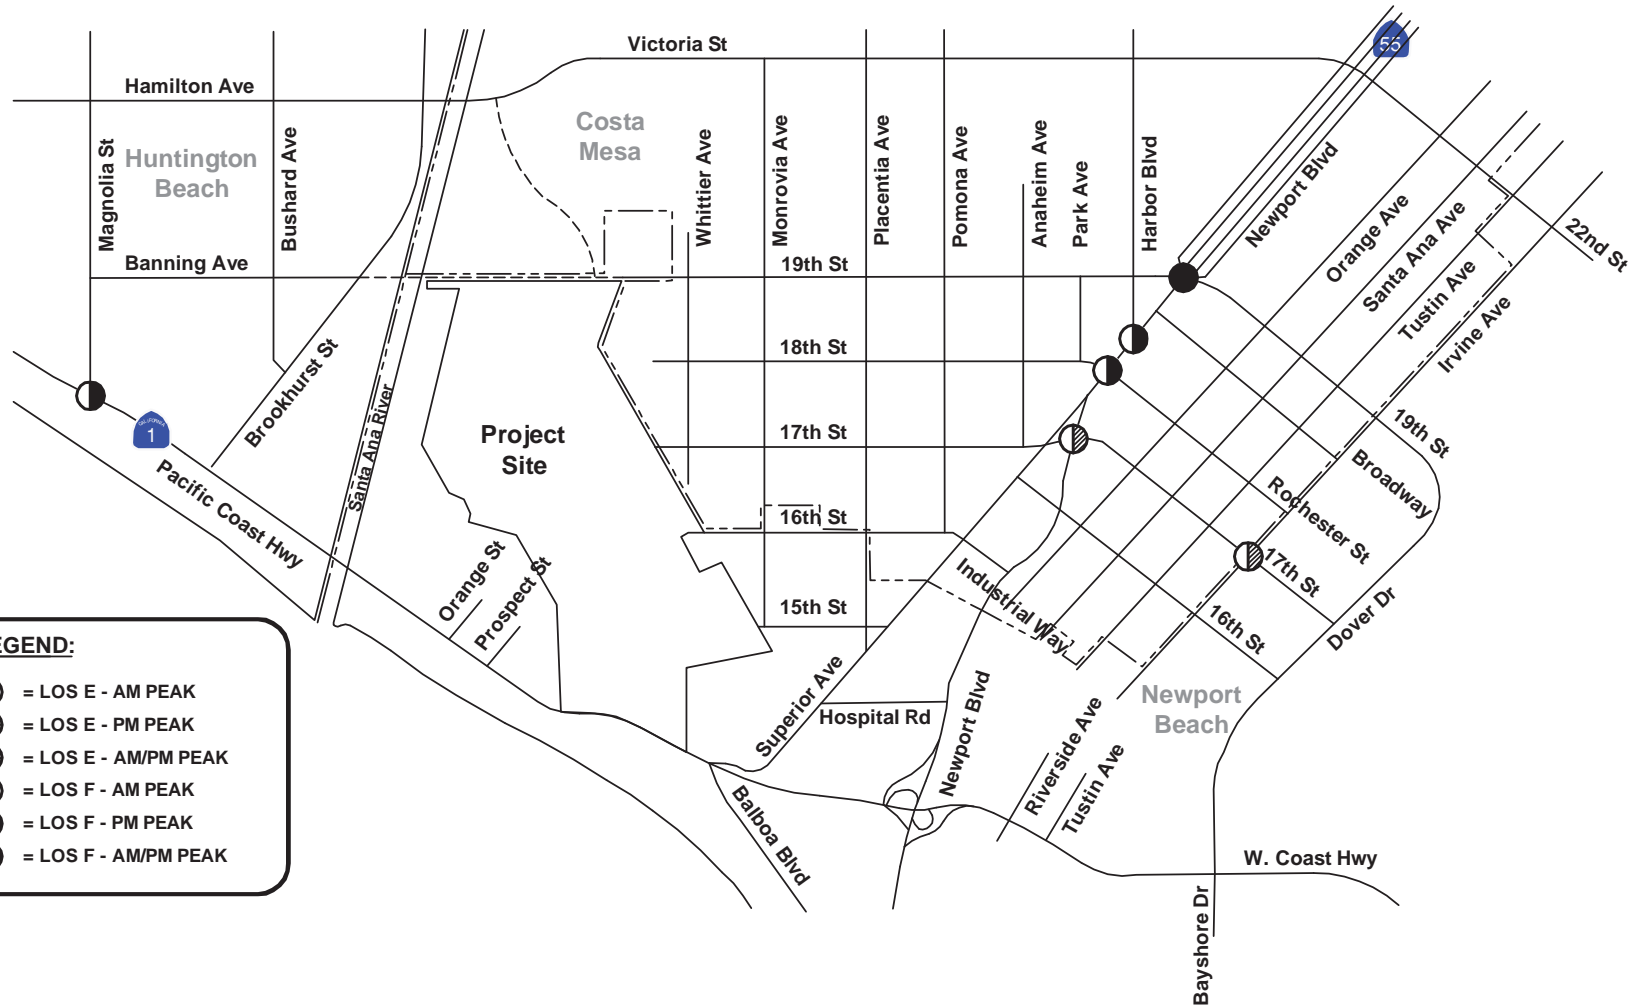 Victoria St
55
Hamilton Ave
Costa
Mesa
Huntington
Beach
Magnolia St
Bushard Ave
Whittier Ave
Monrovia Ave
Placentia Ave
Pomona Ave
Anaheim Ave
Park Ave
Harbor Blvd
Newport Blvd
Orange Ave
Santa Ana Ave
Tustin Ave
Irvine Ave
22nd St
Banning Ave
19th St
18th St
Brookhurst St
Santa Ana River
CALIFORNIA
1
Pacific Coast Hwy
Project
Site
17th St
16th St
15th St
19th St
Broadway
Rochester St
17th St
16th St
Dover Dr
Industrial Way
Orange St
Prospect St
Superior Ave
Hospital Rd
Newport Blvd
Newport
Beach
Riverside Ave
Tustin Ave
Balboa Blvd
W. Coast Hwy
Bayshore Dr
EGEND:
= LOS E - AM PEAK
= LOS E - PM PEAK
= LOS E - AM/PM PEAK
= LOS F - AM PEAK
= LOS F - PM PEAK
= LOS F - AM/PM PEAK